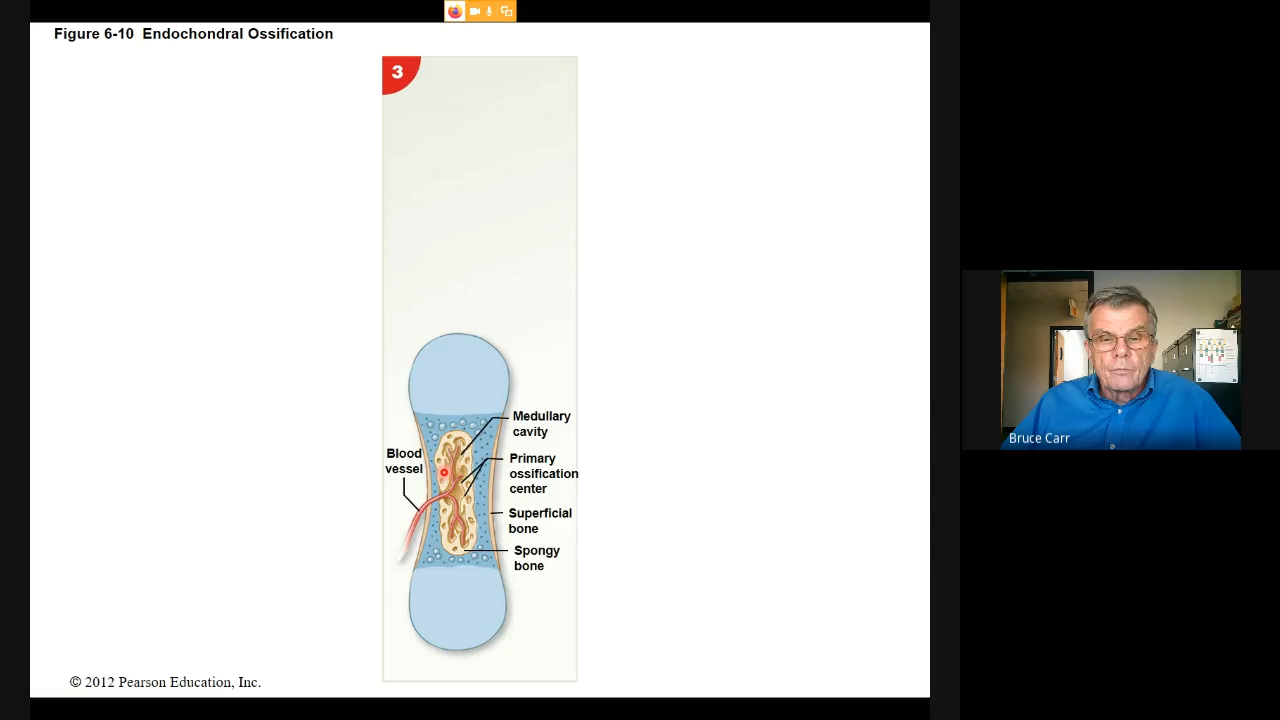 Figure 6-10 Endochondral Ossification
3
Medullary
cavity
Blood
vessel
Primary
ossification
center
Superficial
bone
Spongy
bone
Bruce Carr
© 2012 Pearson Education, Inc.